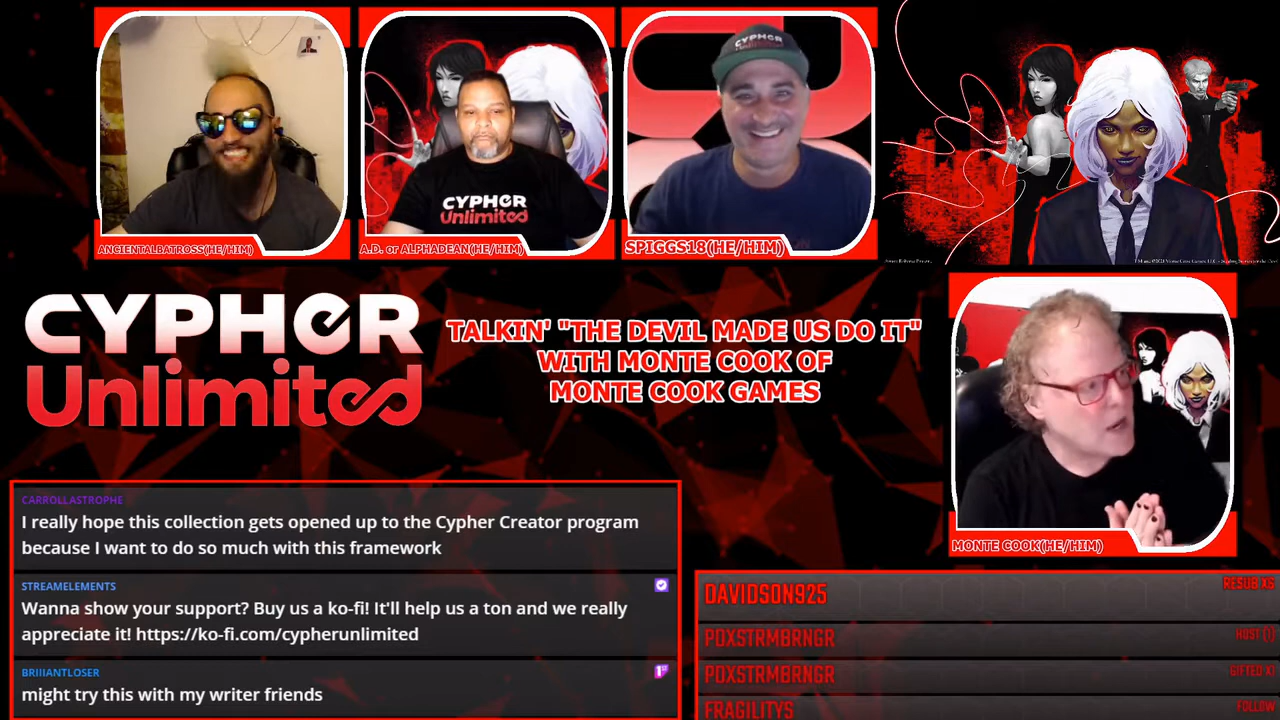 CYPHER
CYPHER
Unlimited
ANCIENTALBATROSS(HE/HIM)
A.D. or ALPHADEAN(HE/HIM)
SPIGGS18(HE/HIM)
CYPHER
Unlimited
TALKIN' "THE DEVIL MADE US DO IT"
WITH MONTE COOK OF
MONTE COOK GAMES
MONTE COOK(HE/HIM)
CARROLLASTROPHE
I really hope this collection gets opened up to the Cypher Creator program
because I want to do so much with this framework
STREAMELEMENTS
Wanna show your support? Buy us a ko-fi! It'll help us a ton and we really
appreciate it! https://ko-fi.com/cypherunlimited
BRIIIANTLOSER
might try this with my writer friends
DAVIDSON925 RESUB X6
PDXSTRMBRNGR HOST (1)
PDXSTRMBRNGR GIFTED X1
FRAGILITYS FOLLOW